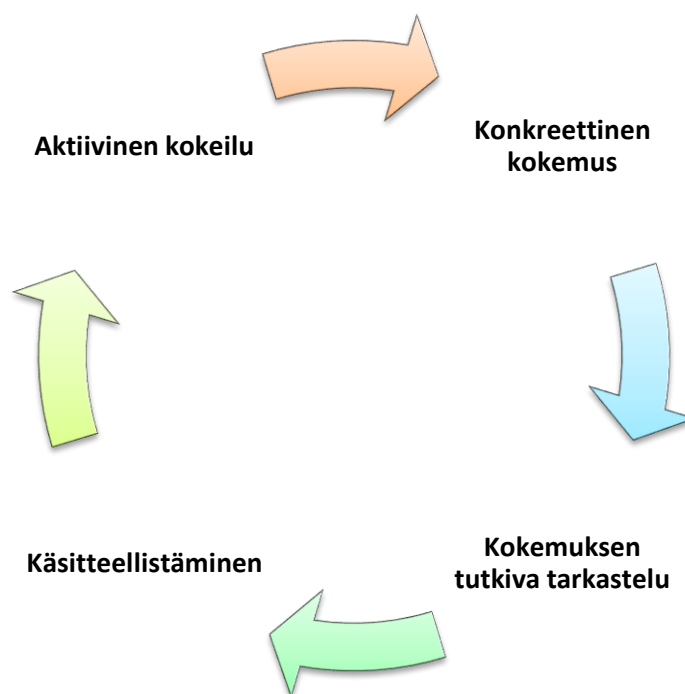 Aktiivinen kokeilu
Konkreettinen
kokemus
Käsitteellistäminen
Kokemuksen
tutkiva tarkastelu